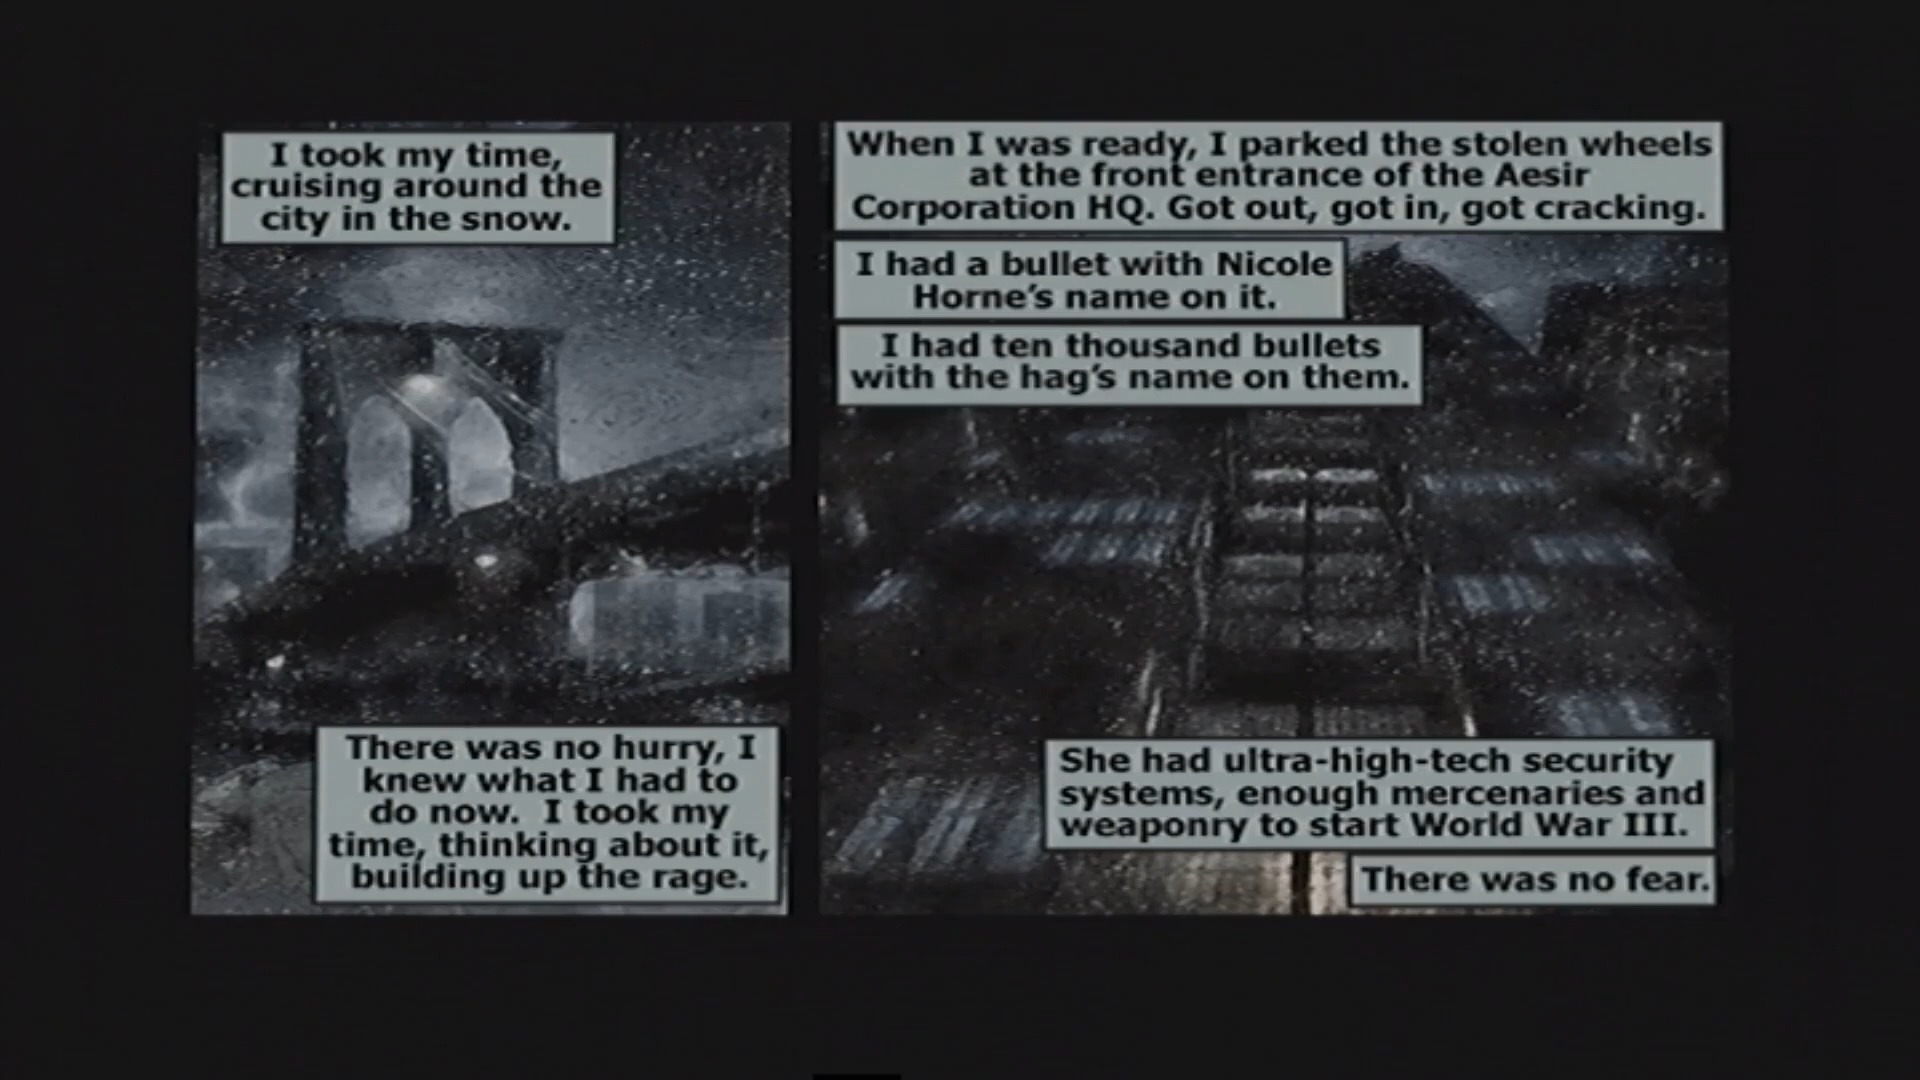 I took my time,
cruising around the
city in the snow.
There was no hurry, I
knew what I had to
do now.  I took my
time, thinking about it,
building up the rage.
When I was ready, I parked the stolen wheels
at the front entrance of the Aesir
Corporation HQ. Got out, got in, got cracking.
I had a bullet with Nicole
Horne's name on it.
I had ten thousand bullets
with the hag's name on them.
She had ultra-high-tech security
systems, enough mercenaries and
weaponry to start World War III.
There was no fear.